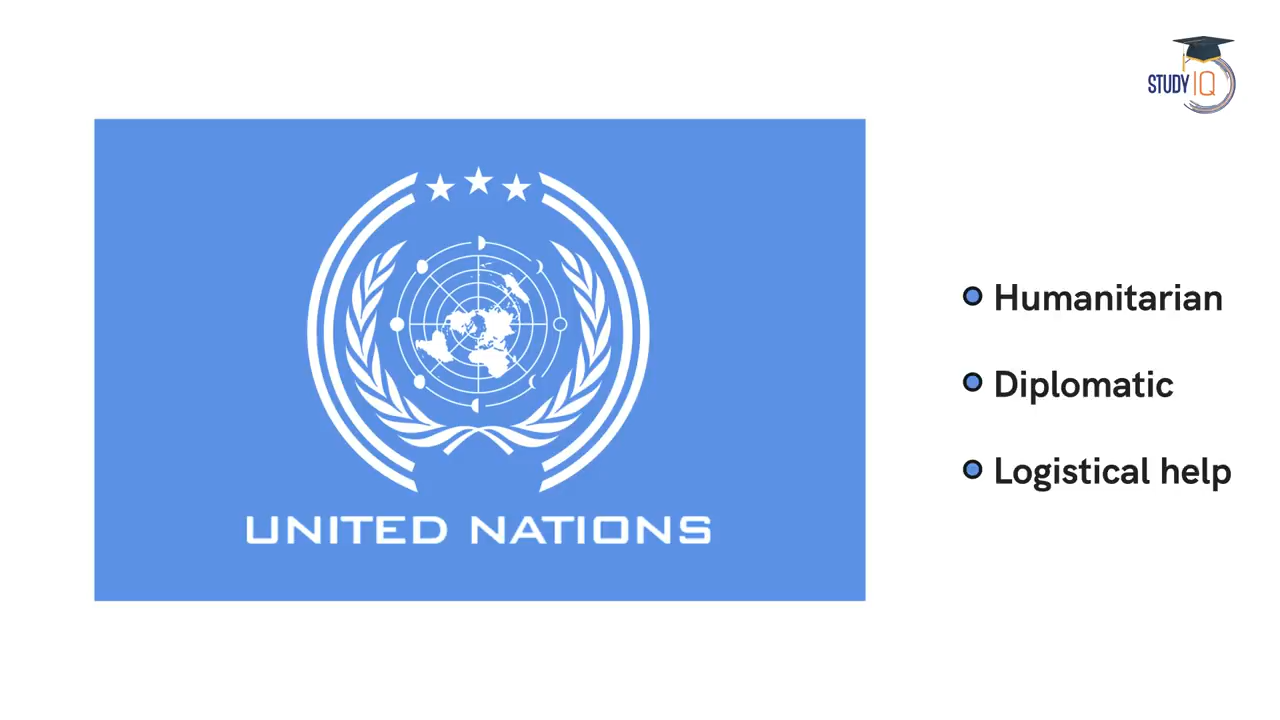 STUDY IQ
Humanitarian
Diplomatic
Logistical help
UNITED NATIONS